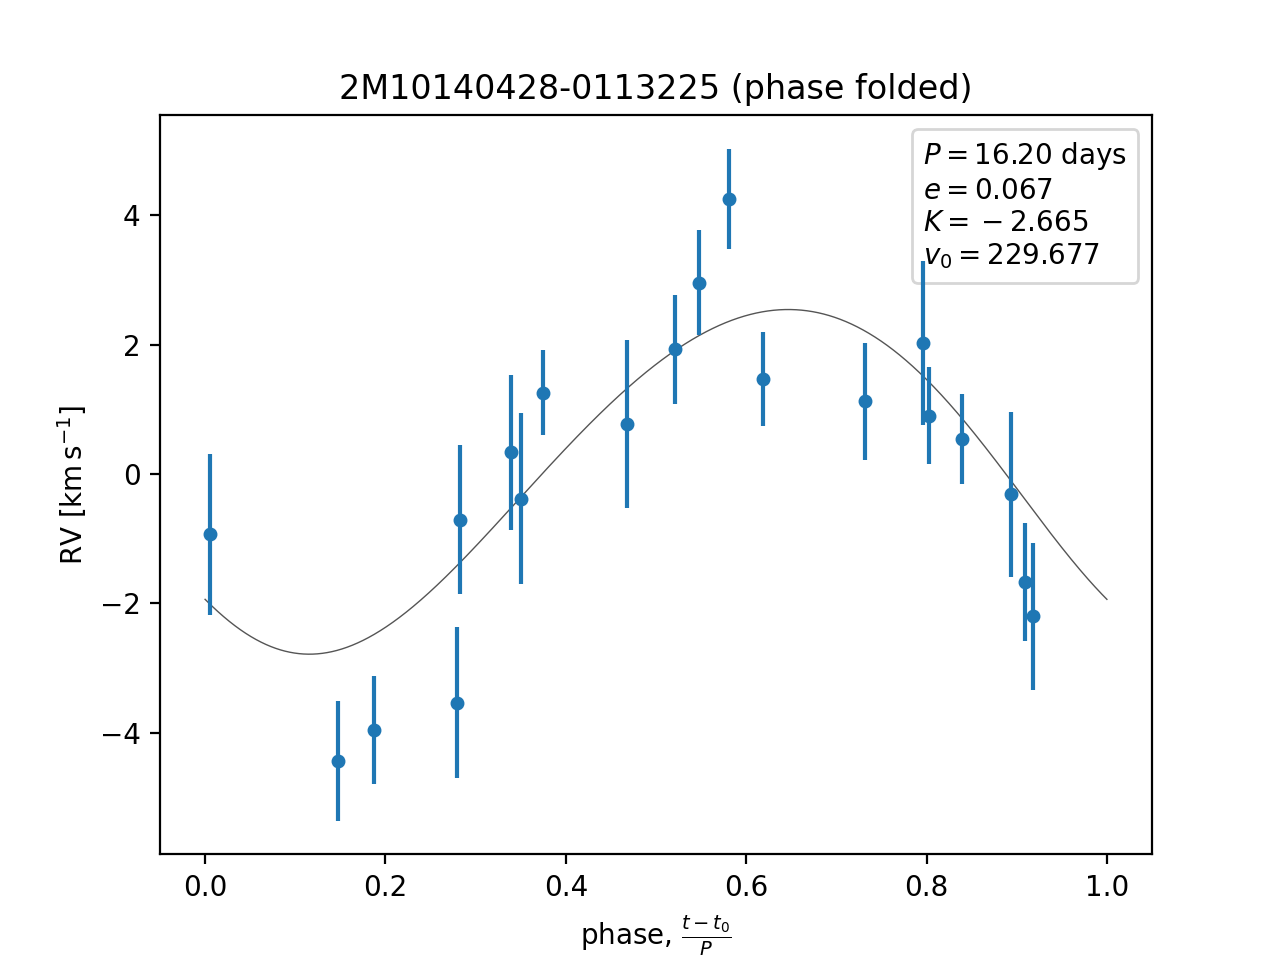 2M10140428-0113225 (phase folded)
P = 16.20 days
e = 0.067
K = −2.665
v₀ = 229.677
RV [km s⁻¹]
4
2
0
−2
−4
0.0 0.2 0.4 0.6 0.8 1.0
phase, (t − t₀)/P